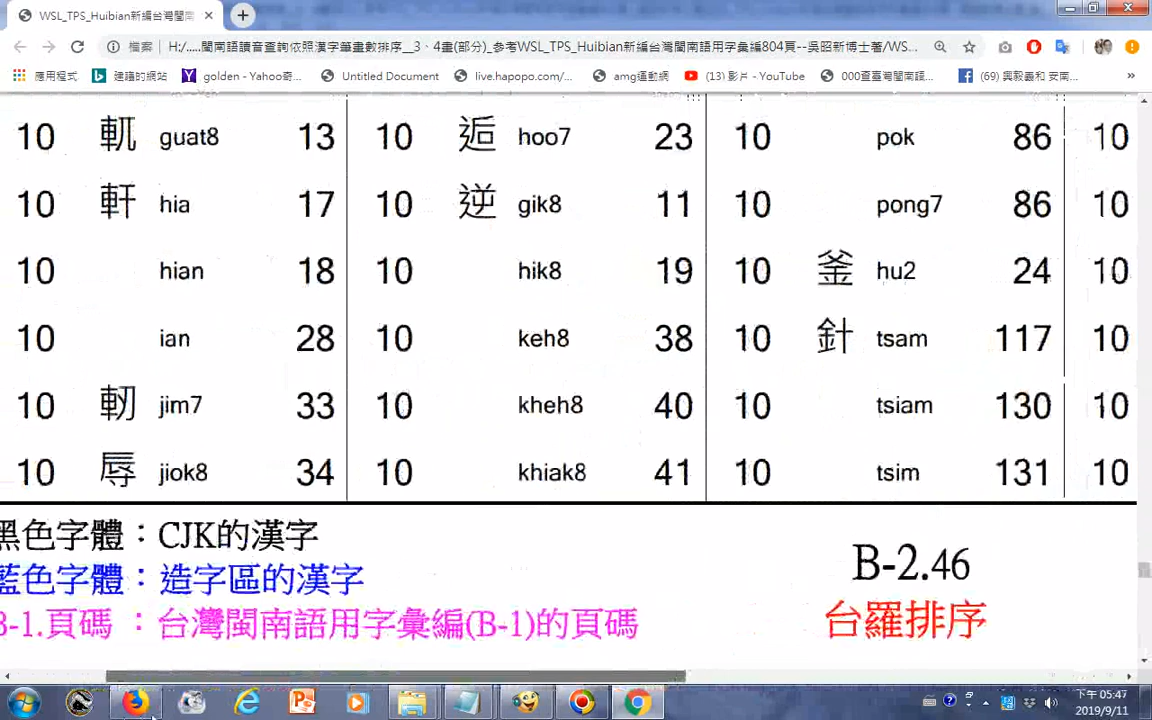 WSL_TPS_Huibian新編台灣閩南
檔案 H:/.....閩南語讀音查詢依照漢字筆畫數排序__3、4畫(部分)_参考WSL_TPS_Huibian新編台灣閩南語用字彙編804頁--吳昭新博士著/WS...
應用程式 建議的網站 golden - Yahoo奇... Untitled Document live.hapopo.com/... amg運動網 (13) 影片 - YouTube 000查臺灣閩南語... (69) 興毅義和 安南... »
10 軏 guat8 13 10 逅 hoo7 23 10 pok 86 10
10 軒 hia 17 10 逆 gik8 11 10 pong7 86 10
10 hian 18 10 hik8 19 10 釜 hu2 24 10
10 ian 28 10 keh8 38 10 針 tsam 117 10
10 軔 jim7 33 10 kheh8 40 10 tsiam 130 10
10 辱 jiok8 34 10 khiak8 41 10 tsim 131 10
黑色字體：CJK的漢字
藍色字體：造字區的漢字
B-1.頁碼 ：台灣閩南語用字彙編(B-1)的頁碼
B-2.46
台羅排序
下午 05:47
2019/9/11